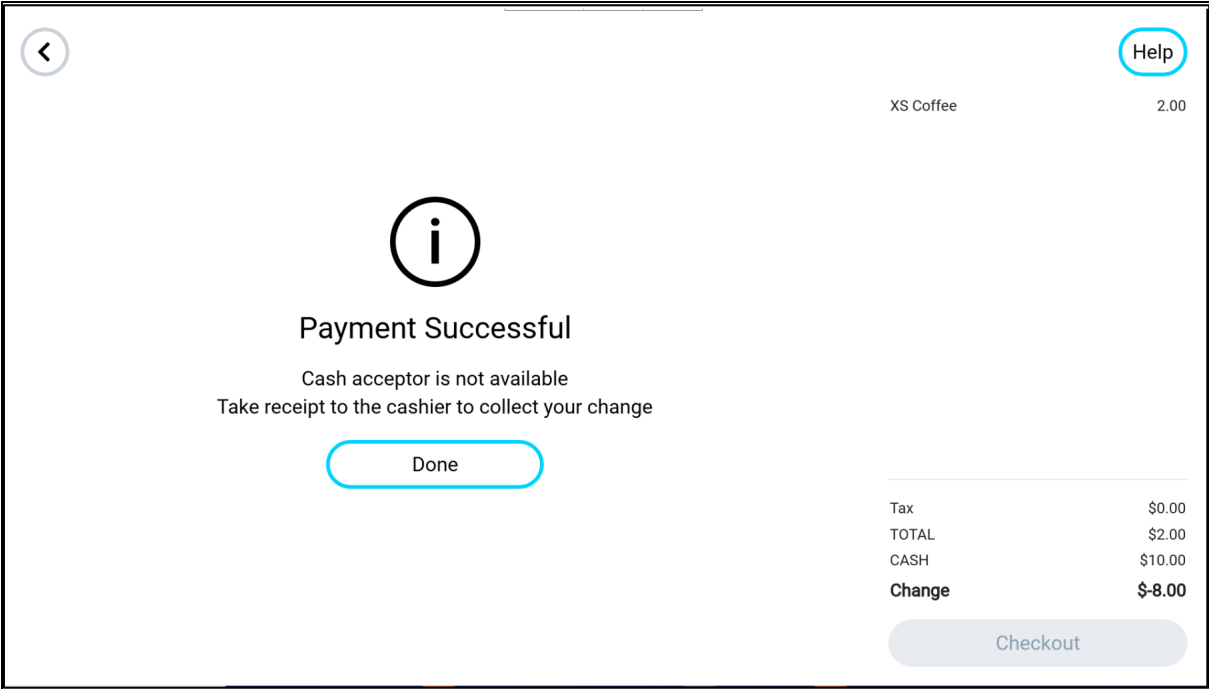 Help
XS Coffee 2.00
i
Payment Successful
Cash acceptor is not available
Take receipt to the cashier to collect your change
Done
Tax $0.00
TOTAL $2.00
CASH $10.00
Change $-8.00
Checkout